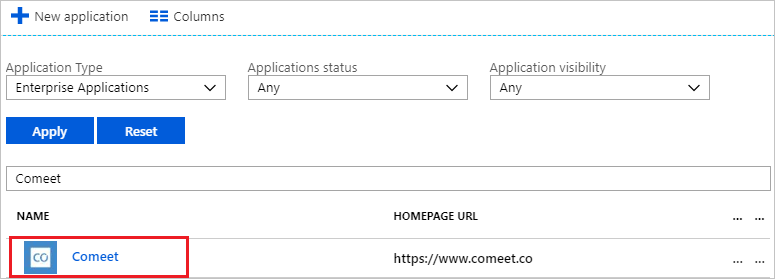 New application Columns
Application Type Applications status Application visibility
Enterprise Applications Any Any
Apply Reset
Comeet
NAME HOMEPAGE URL ... ...
CO Comeet https://www.comeet.co ... ...